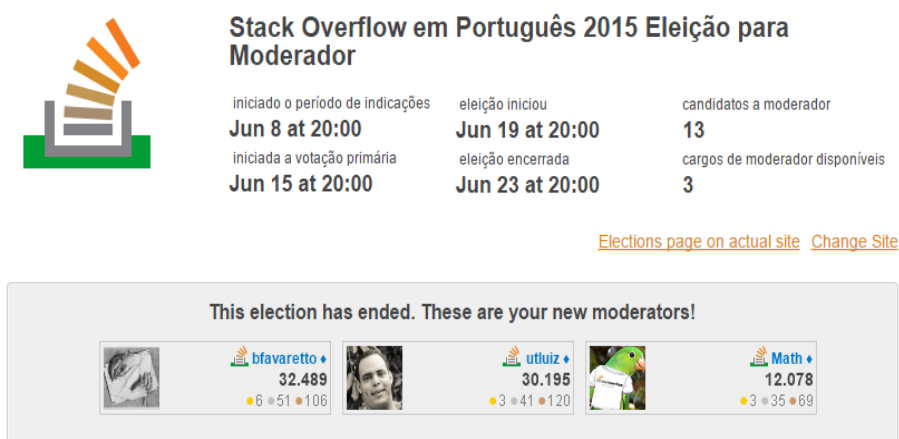 Stack Overflow em Português 2015 Eleição para
Moderador
iniciado o período de indicações
Jun 8 at 20:00
eleição iniciou
Jun 19 at 20:00
candidatos a moderador
13
iniciada a votação primária
Jun 15 at 20:00
eleição encerrada
Jun 23 at 20:00
cargos de moderador disponíveis
3
Elections page on actual site Change Site
This election has ended. These are your new moderators!
bfavaretto ♦
32.489
●6 ●51 ●106
utluiz ♦
30.195
●3 ●41 ●120
Math ♦
12.078
●3 ●35 ●69